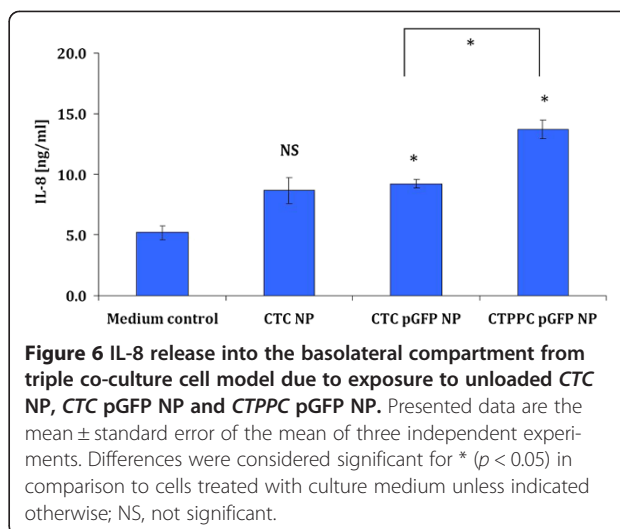 20.0
*
*
15.0
NS
*
IL-8 [ng/ml]
10.0
5.0
0.0
Medium control CTC NP CTC pGFP NP CTPPC pGFP NP
Figure 6 IL-8 release into the basolateral compartment from
triple co-culture cell model due to exposure to unloaded CTC
NP, CTC pGFP NP and CTPPC pGFP NP. Presented data are the
mean ± standard error of the mean of three independent experi-
ments. Differences were considered significant for * (p < 0.05) in
comparison to cells treated with culture medium unless indicated
otherwise; NS, not significant.